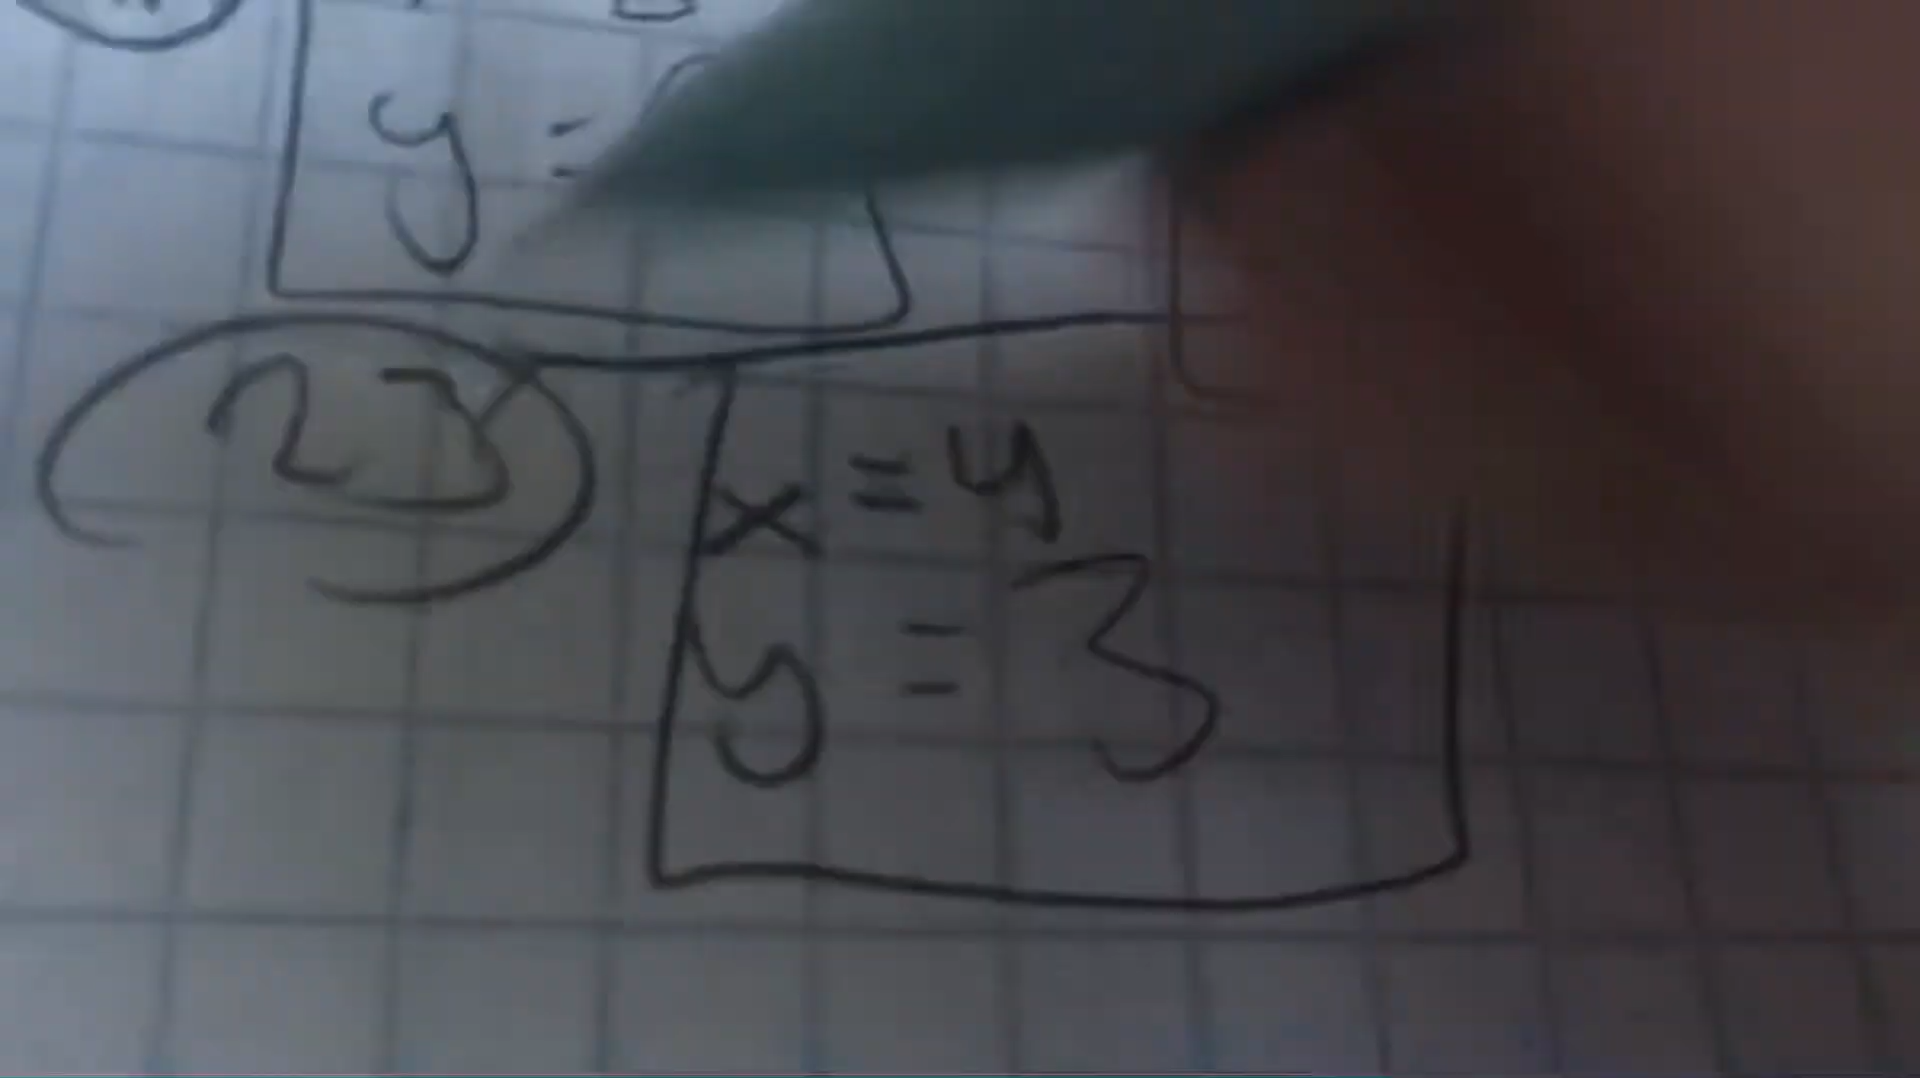 y =
23
x = 4
y = 3